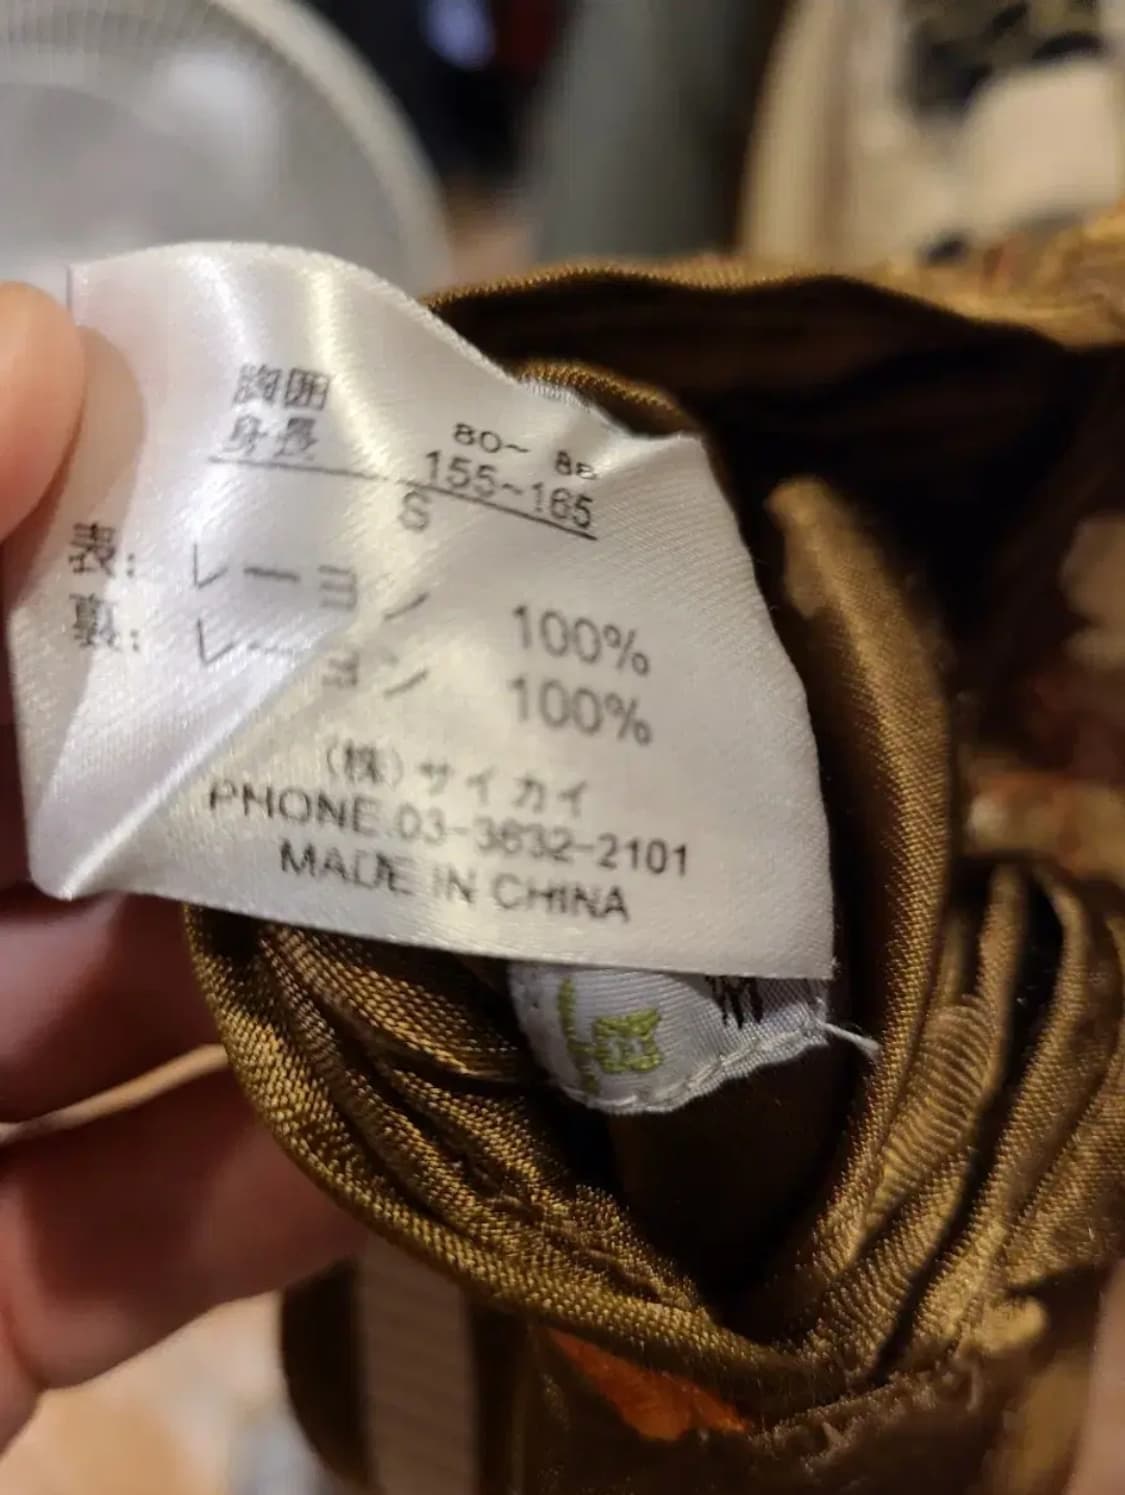 胸囲 80~ 88
身長 155~165
S
表: レーヨン 100%
裏: レーヨン 100%
(株)サイカイ
PHONE 03-3632-2101
MADE IN CHINA
M